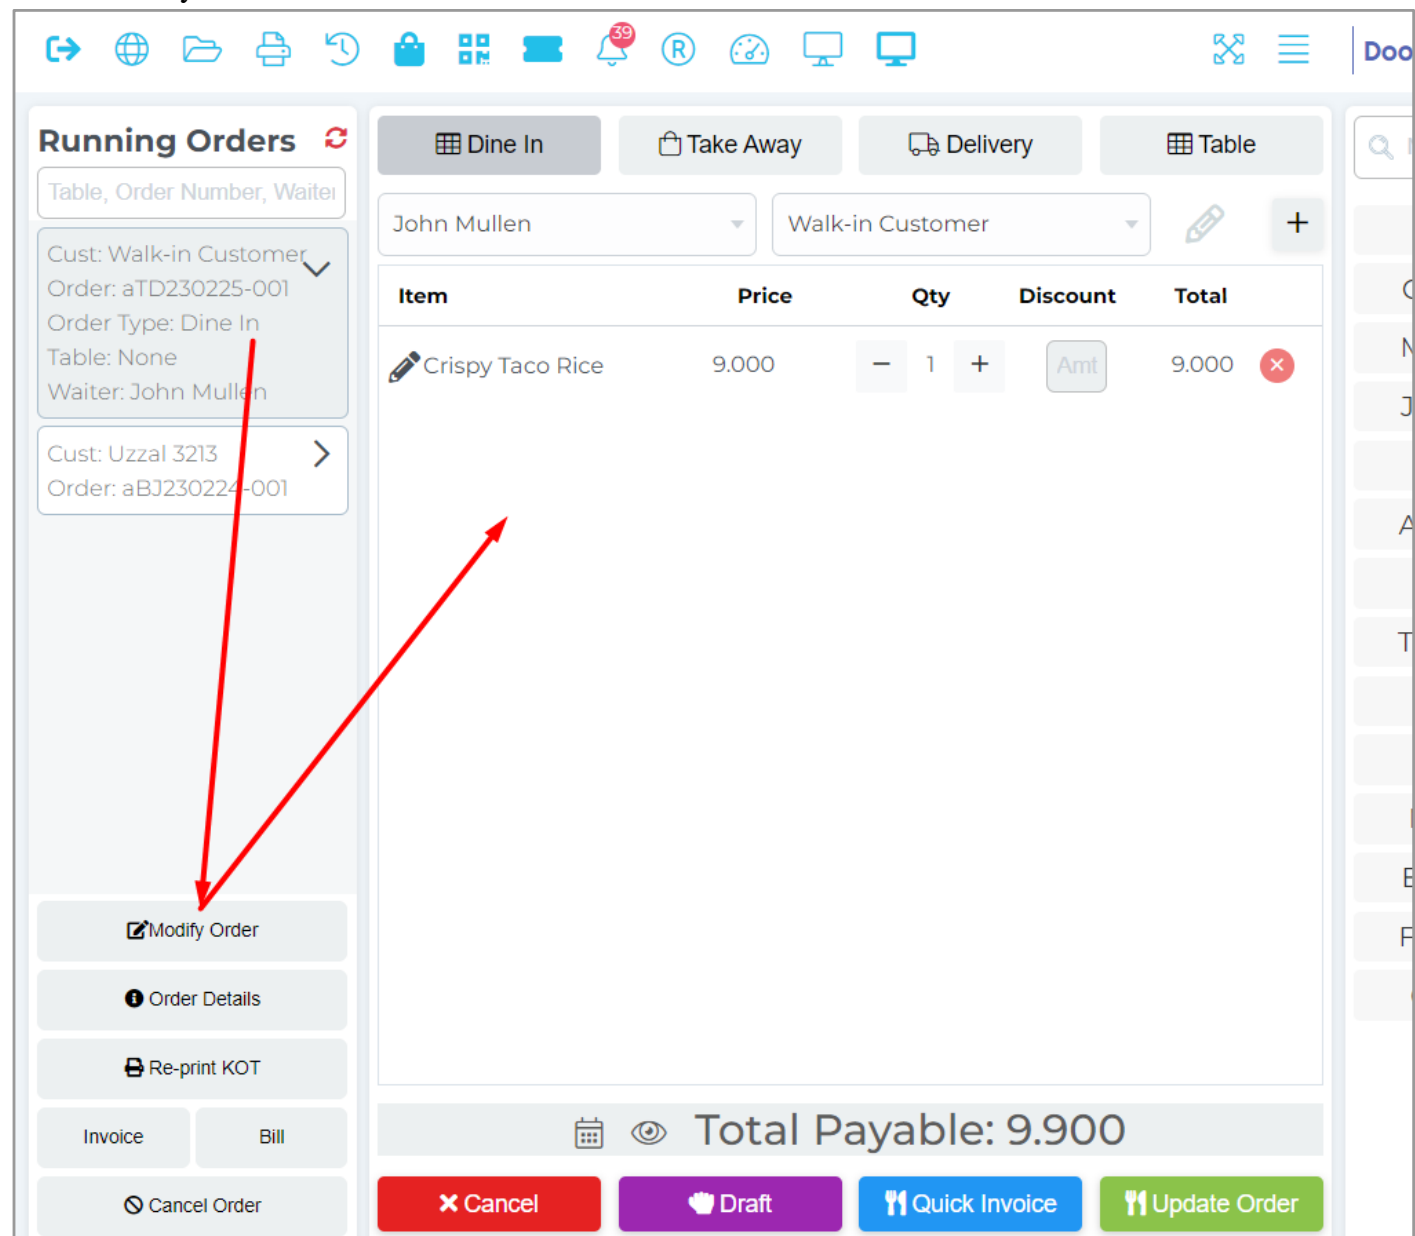 39
R
Doo
Running Orders
Table, Order Number, Waiter
Cust: Walk-in Customer
Order: aTD230225-001
Order Type: Dine In
Table: None
Waiter: John Mullen
Cust: Uzzal 3213
Order: aBJ230224-001
Modify Order
Order Details
Re-print KOT
Invoice Bill
Cancel Order
Dine In Take Away Delivery Table
John Mullen Walk-in Customer +
Item Price Qty Discount Total
Crispy Taco Rice 9.000 − 1 + Amt 9.000
Total Payable: 9.900
Cancel Draft Quick Invoice Update Order